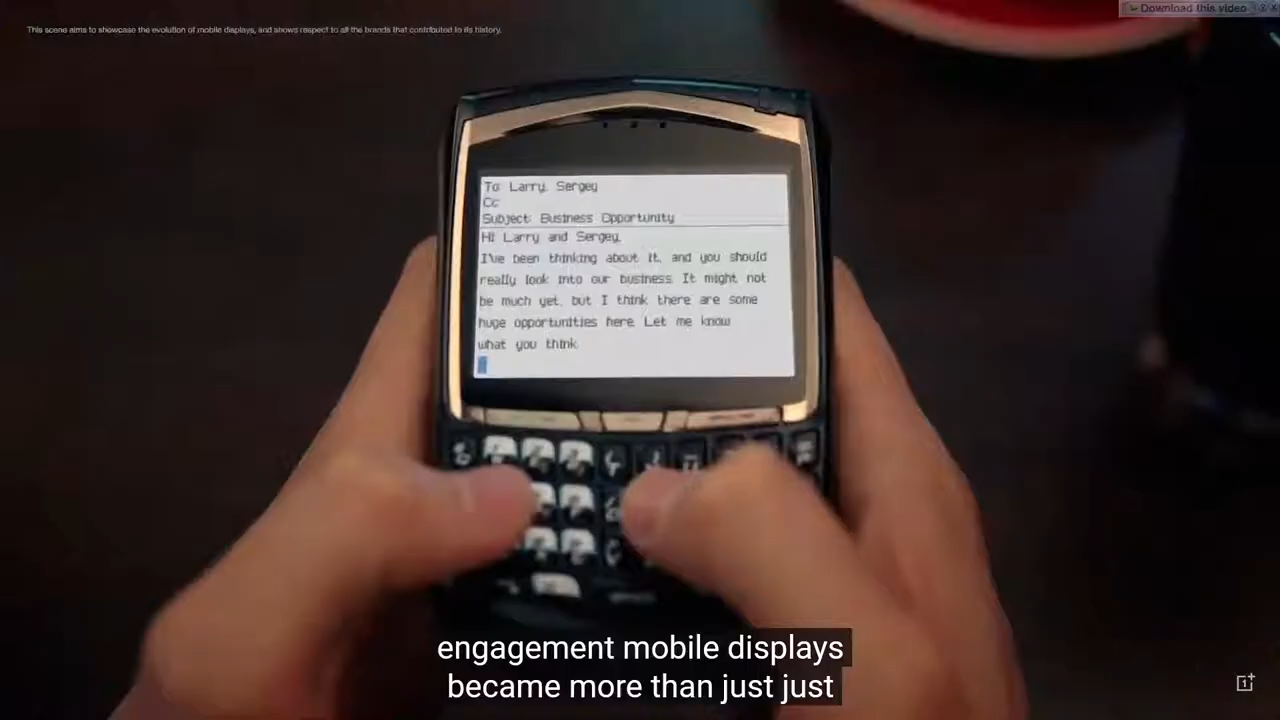 Download this video
This scene aims to showcase the evolution of mobile displays, and shows respect to all the brands that contributed to its history.
To: Larry, Sergey
Cc:
Subject: Business Opportunity
Hi Larry and Sergey,
I've been thinking about it, and you should
really look into our business. It might not
be much yet, but I think there are some
huge opportunities here. Let me know
what you think.
engagement mobile displays
became more than just just
1+